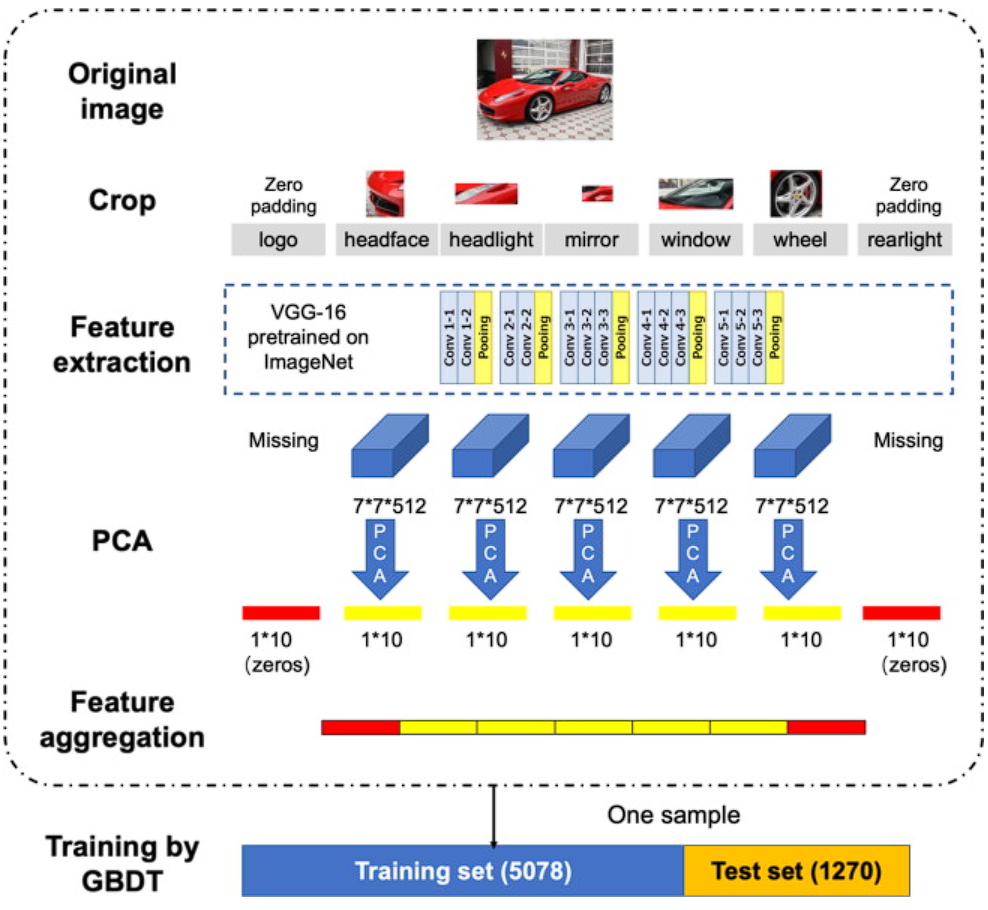 Original
image
Crop
Zero
padding
Zero
padding
logo
headface
headlight
mirror
window
wheel
rearlight
Feature
extraction
VGG-16
pretrained on
ImageNet
Conv 1-1
Conv 1-2
Pooing
Conv 2-1
Conv 2-2
Pooing
Conv 3-1
Conv 3-2
Conv 3-3
Pooing
Conv 4-1
Conv 4-2
Conv 4-3
Pooing
Conv 5-1
Conv 5-2
Conv 5-3
Pooing
Missing
Missing
7*7*512
7*7*512
7*7*512
7*7*512
7*7*512
PCA
PCA
PCA
PCA
PCA
PCA
1*10
(zeros)
1*10
1*10
1*10
1*10
1*10
1*10
(zeros)
Feature
aggregation
One sample
Training by
GBDT
Training set (5078)
Test set (1270)